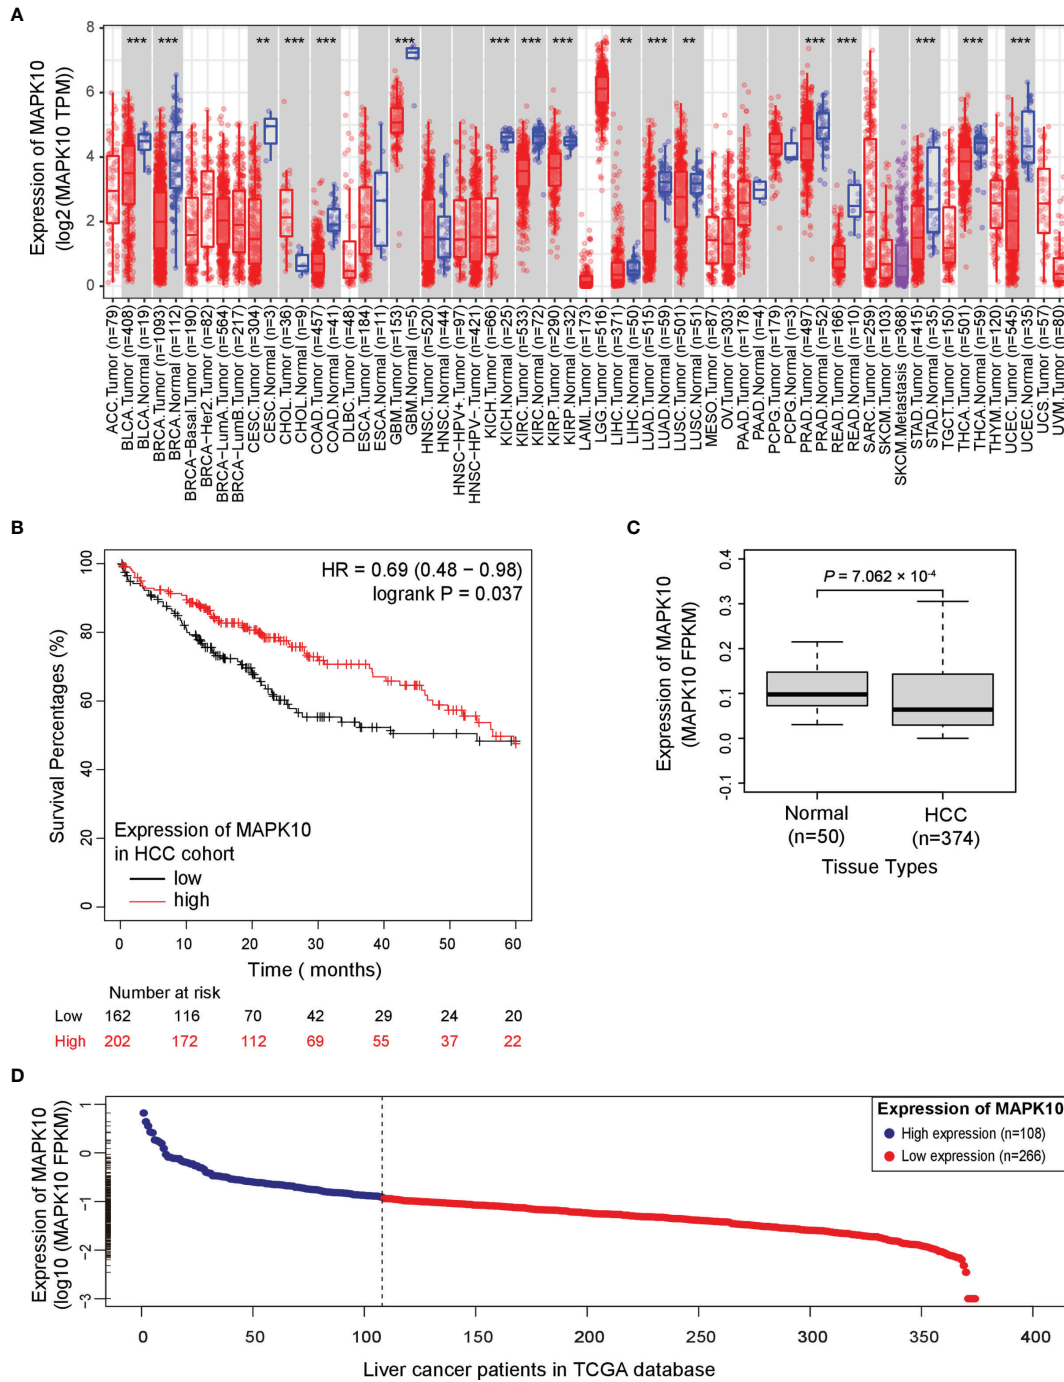 A
Expression of MAPK10
(log2 (MAPK10 TPM)
8
6
4
2
0
*** *** ** *** *** *** *** *** *** ** *** ** *** *** *** *** ***
ACC.Tumor (n=79)
BLCA.Tumor (n=408)
BLCA.Normal (n=19)
BRCA.Tumor (n=1093)
BRCA.Normal (n=112)
BRCA-Basal.Tumor (n=190)
BRCA-Her2.Tumor (n=82)
BRCA-LumA.Tumor (n=564)
BRCA-LumB.Tumor (n=217)
CESC.Tumor (n=304)
CESC.Normal (n=3)
CHOL.Tumor (n=36)
CHOL.Normal (n=9)
COAD.Tumor (n=457)
COAD.Normal (n=41)
DLBC.Tumor (n=48)
ESCA.Tumor (n=184)
ESCA.Normal (n=11)
GBM.Tumor (n=153)
GBM.Normal (n=5)
HNSC.Tumor (n=520)
HNSC.Normal (n=44)
HNSC-HPV+.Tumor (n=97)
HNSC-HPV-.Tumor (n=421)
KICH.Tumor (n=66)
KICH.Normal (n=25)
KIRC.Tumor (n=533)
KIRC.Normal (n=72)
KIRP.Tumor (n=290)
KIRP.Normal (n=32)
LAML.Tumor (n=173)
LGG.Tumor (n=516)
LIHC.Tumor (n=371)
LIHC.Normal (n=50)
LUAD.Tumor (n=515)
LUAD.Normal (n=59)
LUSC.Tumor (n=501)
LUSC.Normal (n=51)
MESO.Tumor (n=87)
OV.Tumor (n=303)
PAAD.Tumor (n=178)
PAAD.Normal (n=4)
PCPG.Tumor (n=179)
PCPG.Normal (n=3)
PRAD.Tumor (n=497)
PRAD.Normal (n=52)
READ.Tumor (n=166)
READ.Normal (n=10)
SARC.Tumor (n=259)
SKCM.Tumor (n=103)
SKCM.Metastasis (n=368)
STAD.Tumor (n=415)
STAD.Normal (n=35)
TGCT.Tumor (n=150)
THCA.Tumor (n=501)
THCA.Normal (n=59)
THYM.Tumor (n=120)
UCEC.Tumor (n=545)
UCEC.Normal (n=35)
UCS.Tumor (n=57)
UVM.Tumor (n=80)
B
Survival Percentages (%)
100
80
60
40
20
0
HR = 0.69 (0.48 − 0.98)
logrank P = 0.037
Expression of MAPK10
in HCC cohort
low
high
0 10 20 30 40 50 60
Time ( months)
Number at risk
Low 162 116 70 42 29 24 20
High 202 172 112 69 55 37 22
C
Expression of MAPK10
(MAPK10 FPKM)
0.4
0.3
0.2
0.1
0.0
-0.1
P = 7.062 × 10-4
Normal
(n=50)
HCC
(n=374)
Tissue Types
D
Expression of MAPK10
(log10 (MAPK10 FPKM))
1
0
-1
-2
-3
Expression of MAPK10
High expression (n=108)
Low expression (n=266)
0 50 100 150 200 250 300 350 400
Liver cancer patients in TCGA database